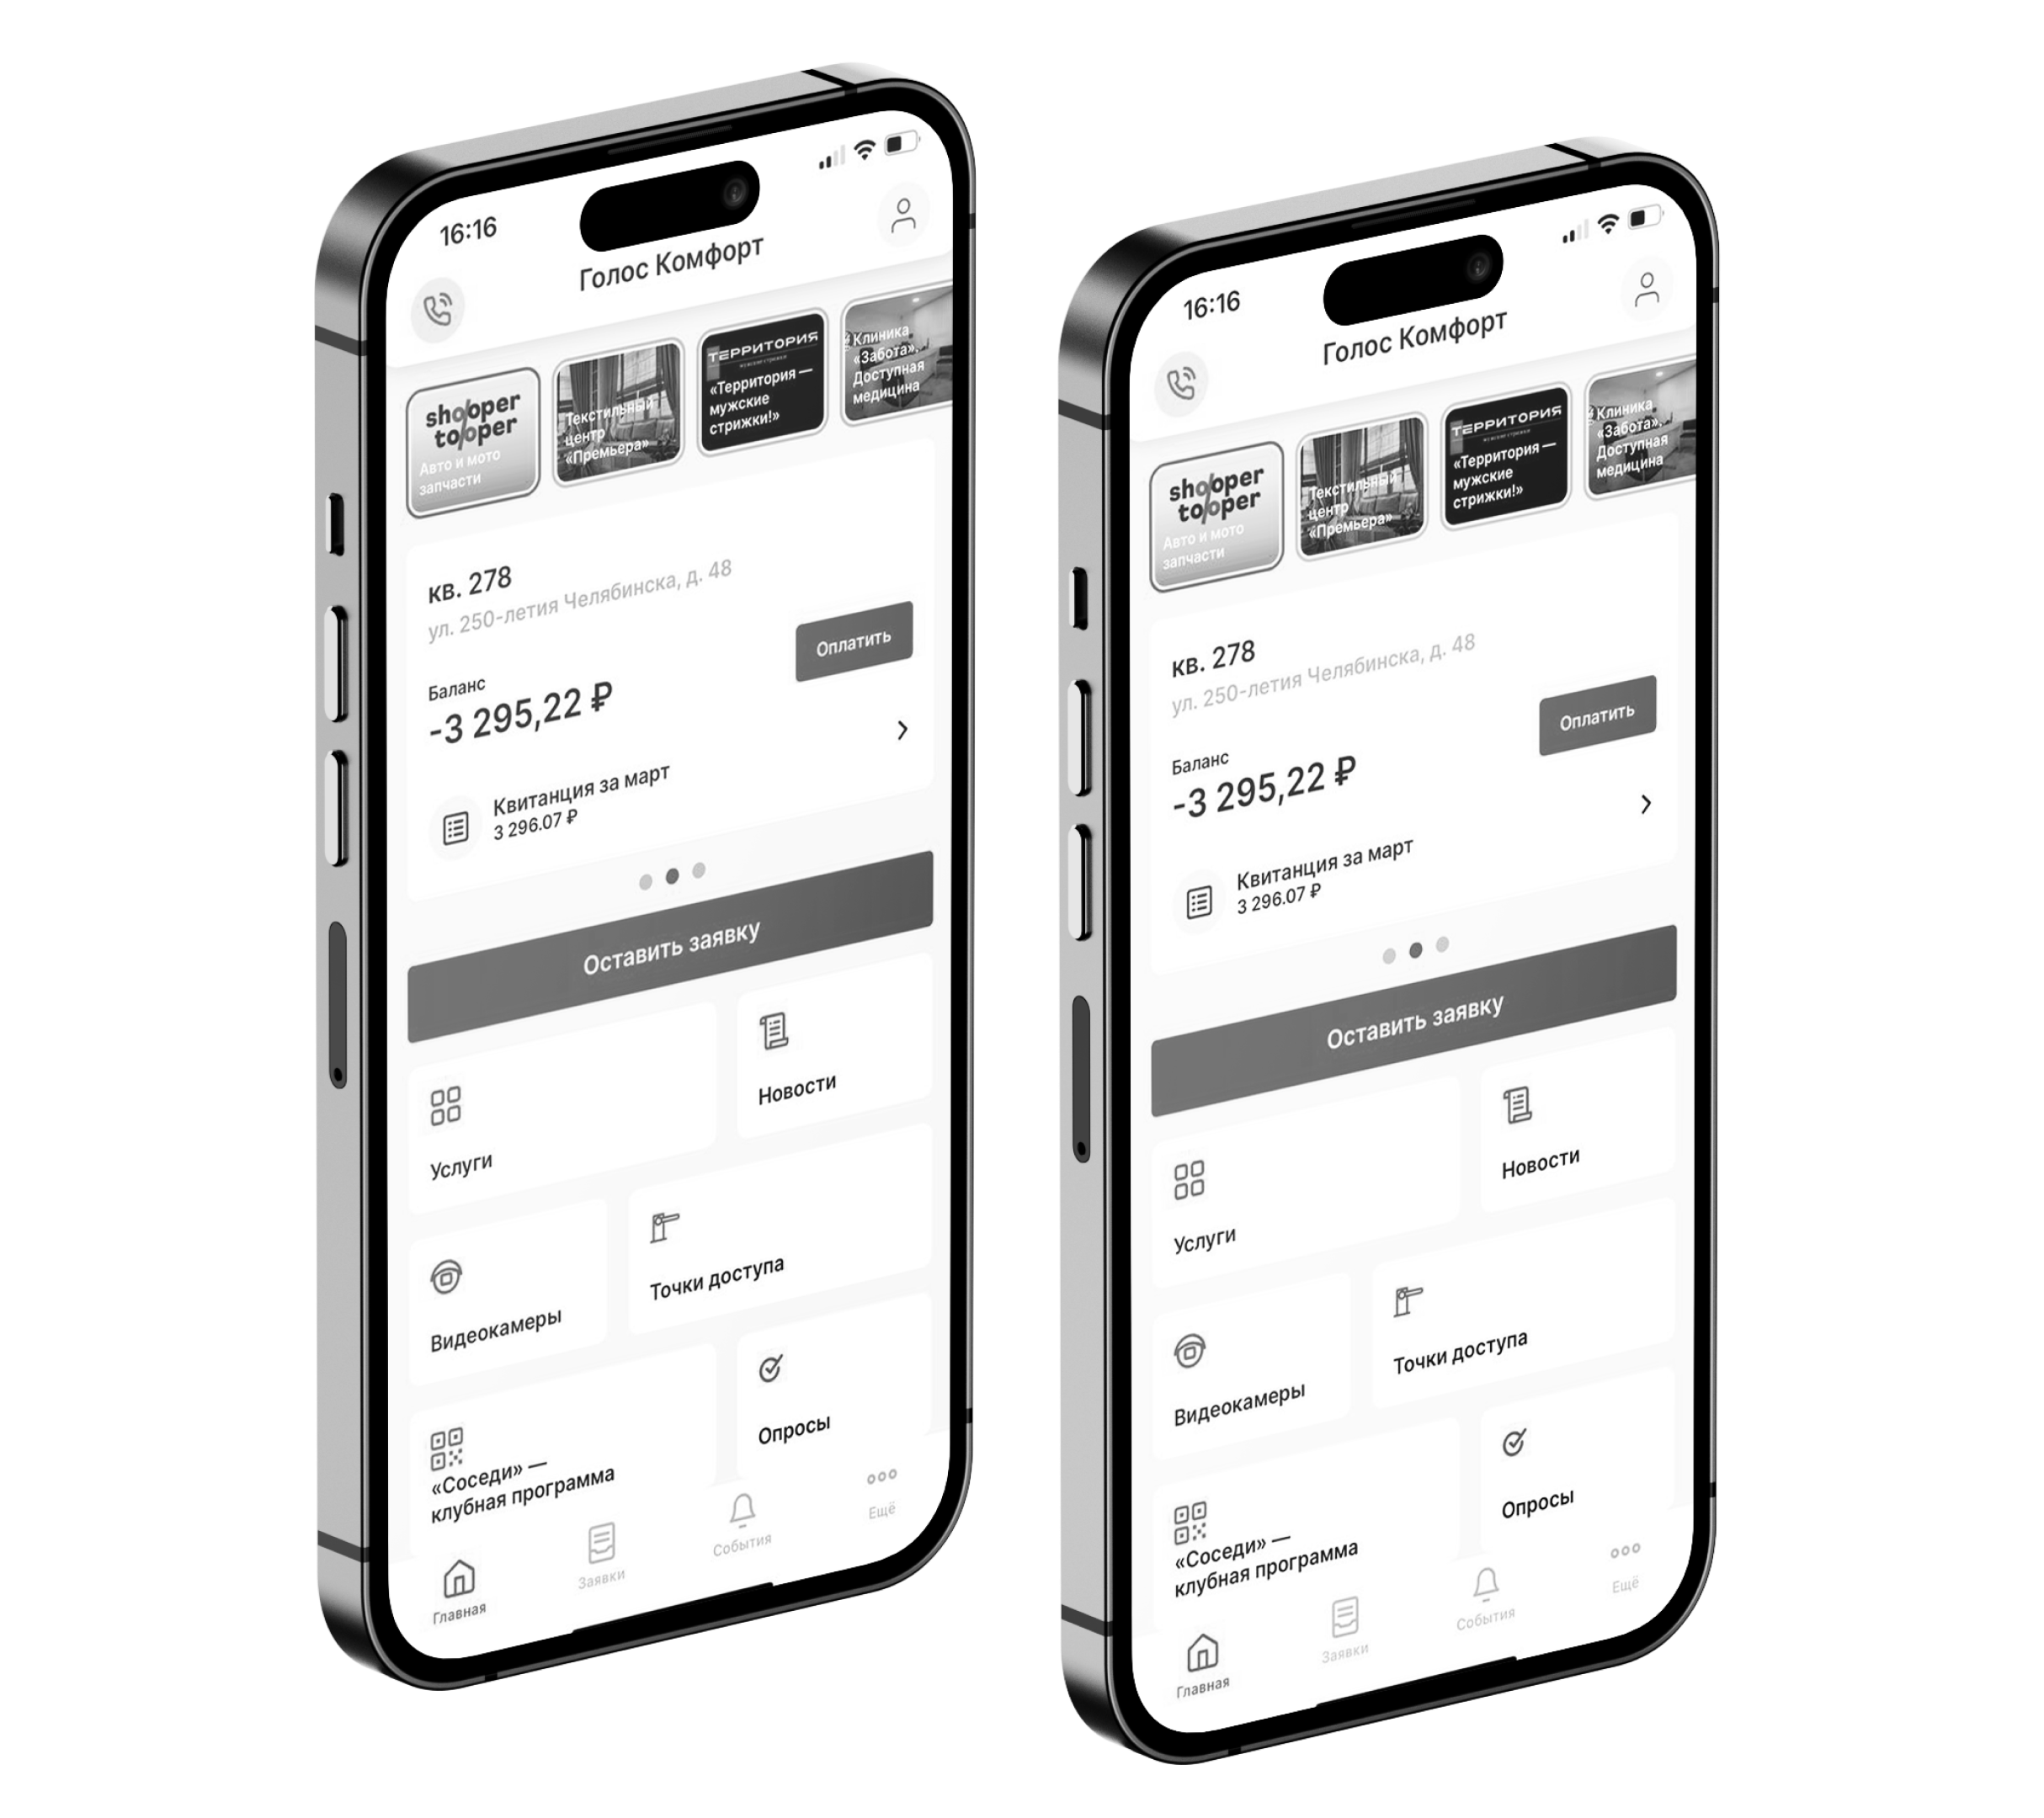 16:16
Голос Комфорт
shopper
topper
Авто и мото
запчасти
Текстильный
центр
«Премьера»
ТЕРРИТОРИЯ
мужские стрижки
«Территория —
мужские
стрижки!»
Клиника
«Забота».
Доступная
медицина
кв. 278
ул. 250-летия Челябинска, д. 48
Оплатить
Баланс
-3 295,22 ₽
Квитанция за март
3 296.07 ₽
Оставить заявку
Услуги
Новости
Видеокамеры
Точки доступа
«Соседи» —
клубная программа
Опросы
Главная
Заявки
События
Ещё
16:16
Голос Комфорт
shopper
topper
Авто и мото
запчасти
Текстильный
центр
«Премьера»
ТЕРРИТОРИЯ
мужские стрижки
«Территория —
мужские
стрижки!»
Клиника
«Забота».
Доступная
медицина
кв. 278
ул. 250-летия Челябинска, д. 48
Оплатить
Баланс
-3 295,22 ₽
Квитанция за март
3 296.07 ₽
Оставить заявку
Услуги
Новости
Видеокамеры
Точки доступа
«Соседи» —
клубная программа
Опросы
Главная
Заявки
События
Ещё